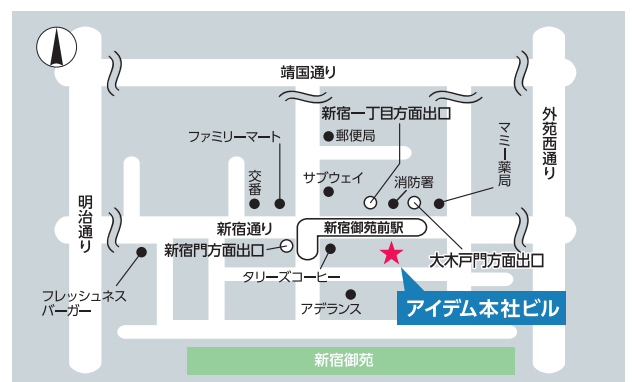 靖国通り
新宿一丁目方面出口
外苑西通り
ファミリーマート
郵便局
マミー薬局
交番
サブウェイ
消防署
明治通り
新宿通り
新宿御苑前駅
新宿門方面出口
大木戸門方面出口
タリーズコーヒー
フレッシュネス
バーガー
アデランス
アイデム本社ビル
新宿御苑